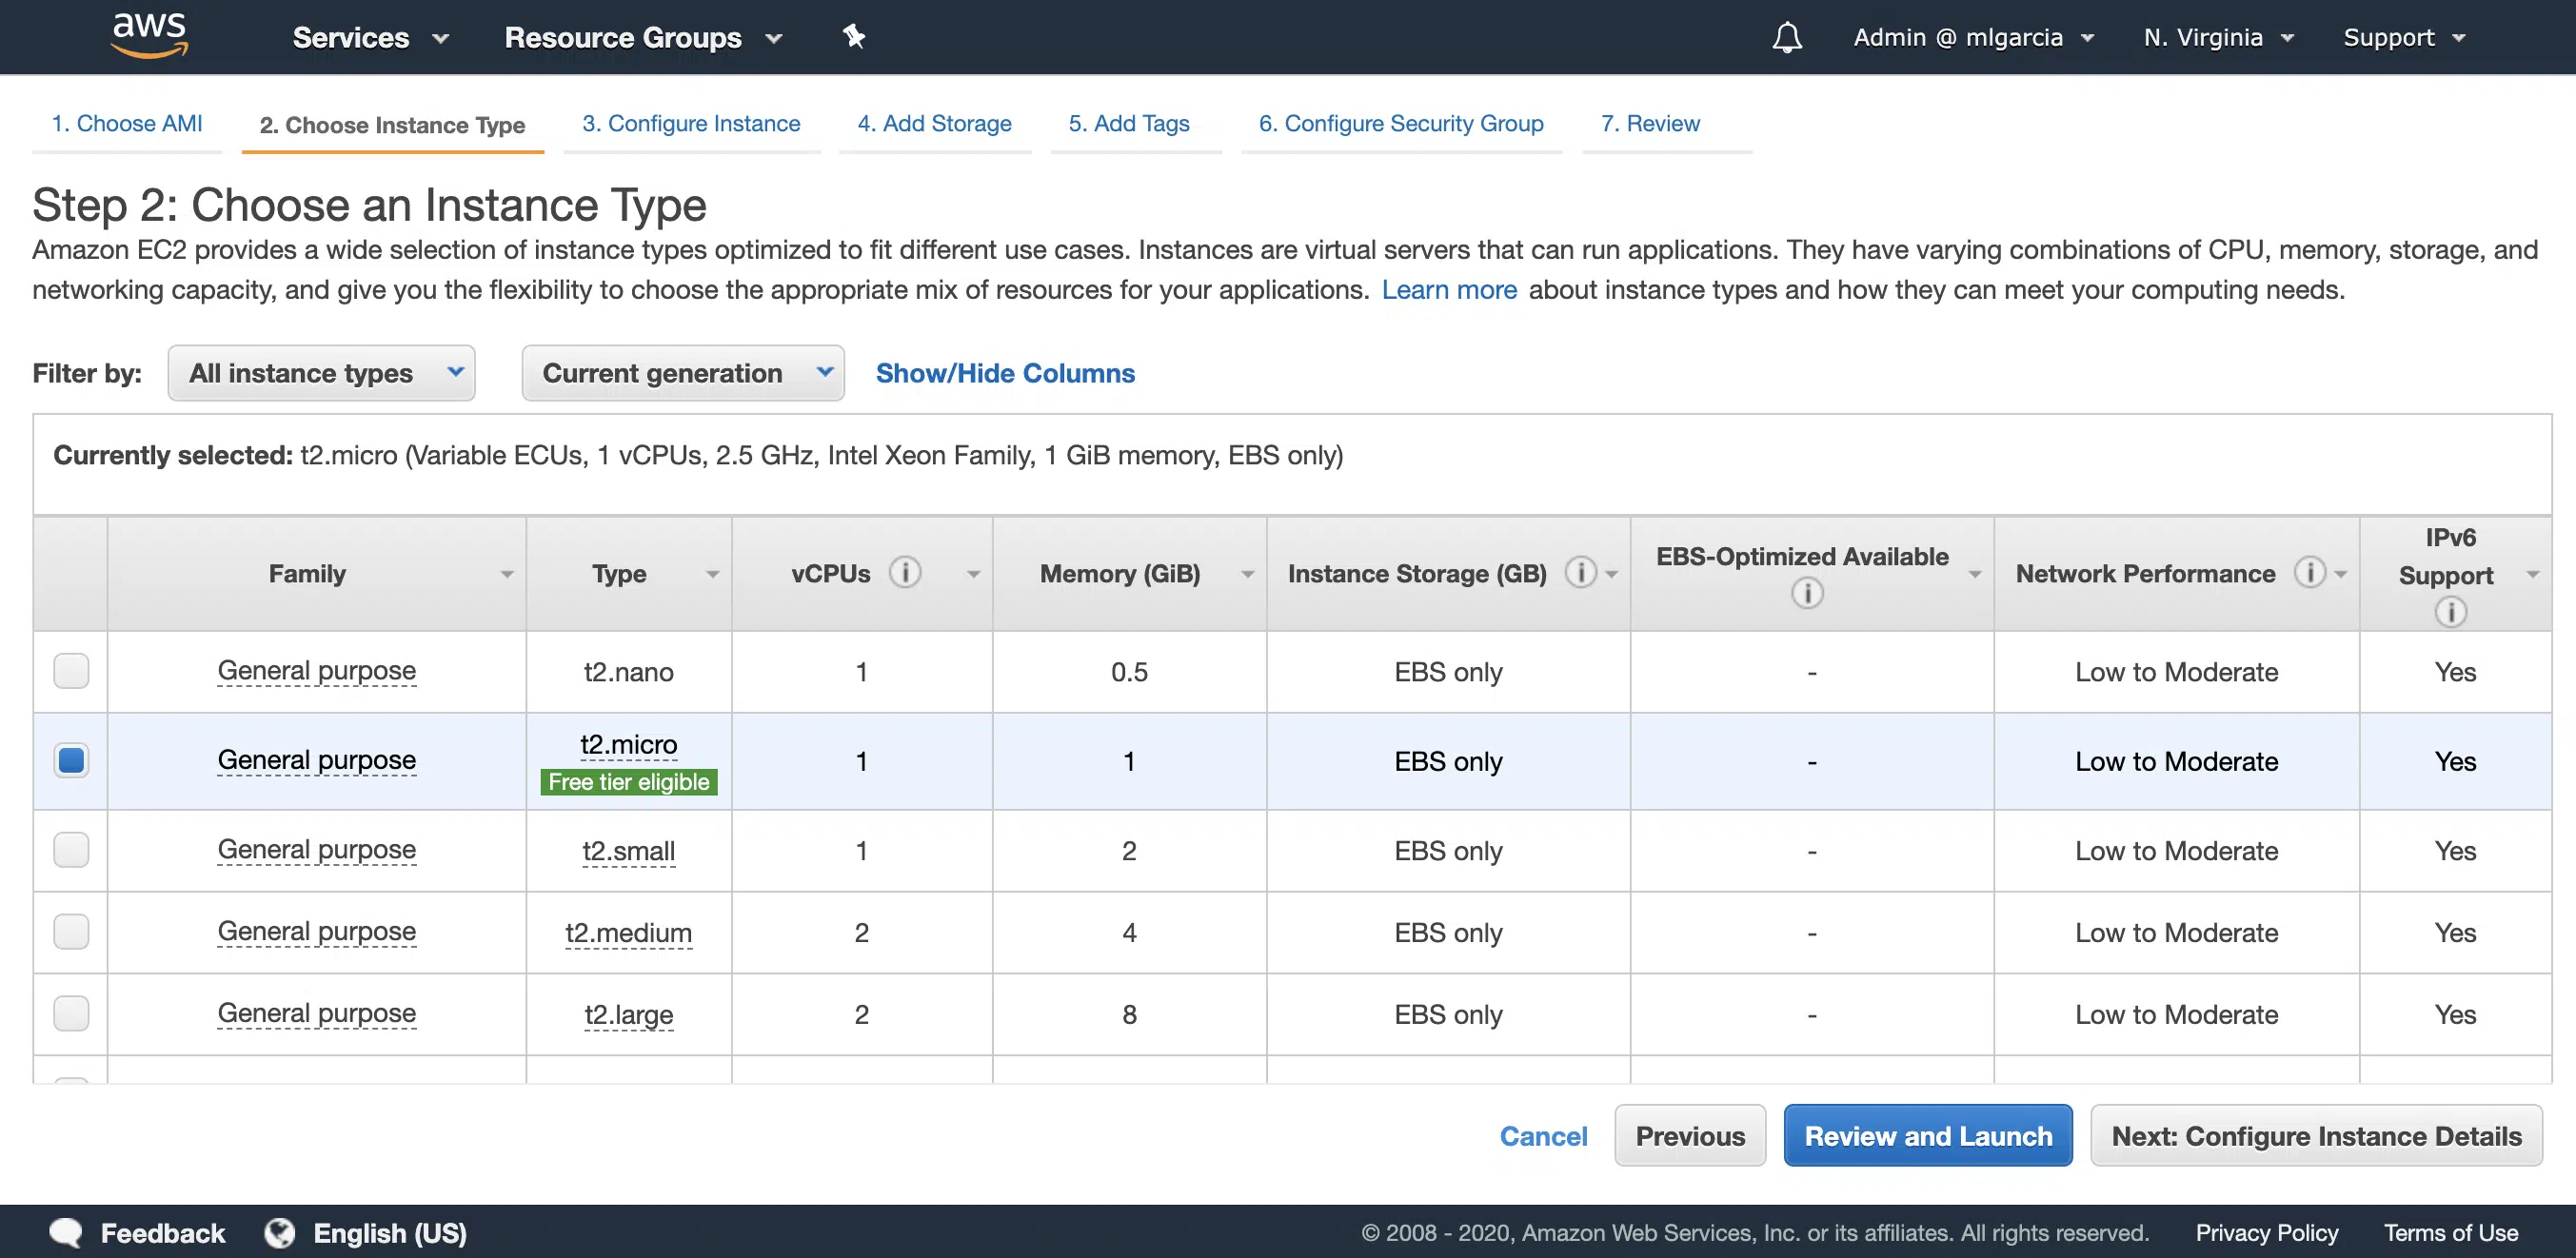 aws Services Resource Groups Admin @ mlgarcia N. Virginia Support
1. Choose AMI 2. Choose Instance Type 3. Configure Instance 4. Add Storage 5. Add Tags 6. Configure Security Group 7. Review
Step 2: Choose an Instance Type
Amazon EC2 provides a wide selection of instance types optimized to fit different use cases. Instances are virtual servers that can run applications. They have varying combinations of CPU, memory, storage, and
networking capacity, and give you the flexibility to choose the appropriate mix of resources for your applications. Learn more about instance types and how they can meet your computing needs.
Filter by: All instance types Current generation Show/Hide Columns
Currently selected: t2.micro (Variable ECUs, 1 vCPUs, 2.5 GHz, Intel Xeon Family, 1 GiB memory, EBS only)
Family Type vCPUs i Memory (GiB) Instance Storage (GB) i EBS-Optimized Available i Network Performance i IPv6 Support i
General purpose t2.nano 1 0.5 EBS only - Low to Moderate Yes
General purpose t2.micro Free tier eligible 1 1 EBS only - Low to Moderate Yes
General purpose t2.small 1 2 EBS only - Low to Moderate Yes
General purpose t2.medium 2 4 EBS only - Low to Moderate Yes
General purpose t2.large 2 8 EBS only - Low to Moderate Yes
Cancel Previous Review and Launch Next: Configure Instance Details
Feedback English (US) © 2008 - 2020, Amazon Web Services, Inc. or its affiliates. All rights reserved. Privacy Policy Terms of Use